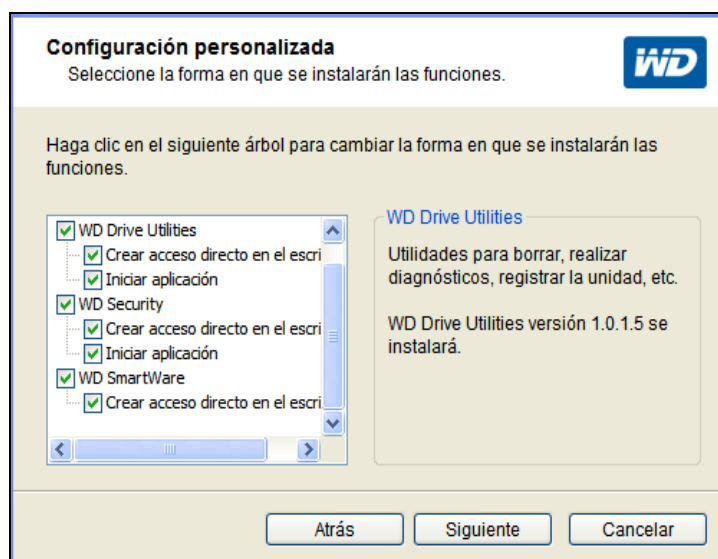 Configuración personalizada
Seleccione la forma en que se instalarán las funciones.
WD
Haga clic en el siguiente árbol para cambiar la forma en que se instalarán las
funciones.
WD Drive Utilities
Crear acceso directo en el escri
Iniciar aplicación
WD Security
Crear acceso directo en el escri
Iniciar aplicación
WD SmartWare
Crear acceso directo en el escri
WD Drive Utilities
Utilidades para borrar, realizar
diagnósticos, registrar la unidad, etc.
WD Drive Utilities versión 1.0.1.5 se
instalará.
Atrás
Siguiente
Cancelar